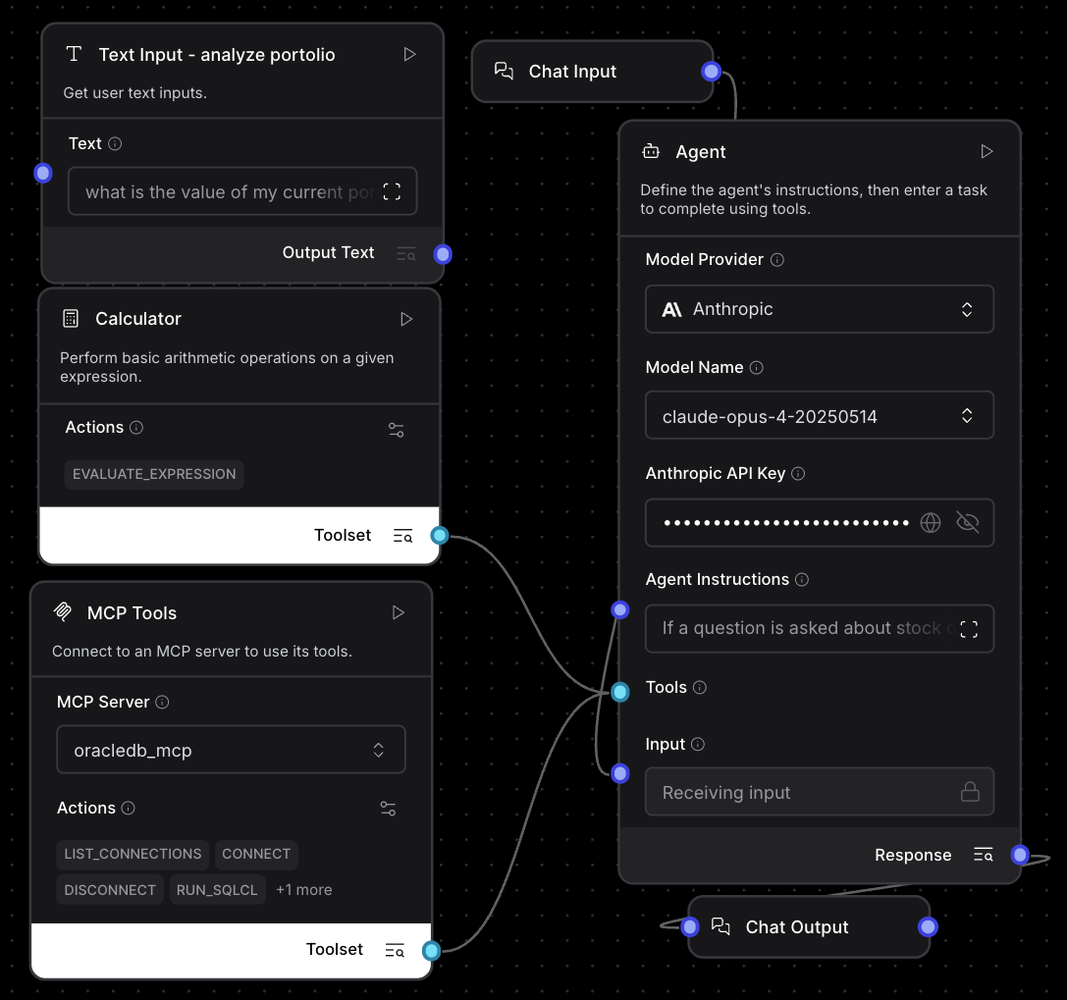 Text Input - analyze portolio
Get user text inputs.
Text
what is the value of my current por
Output Text
Calculator
Perform basic arithmetic operations on a given
expression.
Actions
EVALUATE_EXPRESSION
Toolset
MCP Tools
Connect to an MCP server to use its tools.
MCP Server
oracledb_mcp
Actions
LIST_CONNECTIONS CONNECT
DISCONNECT RUN_SQLCL +1 more
Toolset
Chat Input
Agent
Define the agent's instructions, then enter a task
to complete using tools.
Model Provider
Anthropic
Model Name
claude-opus-4-20250514
Anthropic API Key
Agent Instructions
If a question is asked about stock
Tools
Input
Receiving input
Response
Chat Output